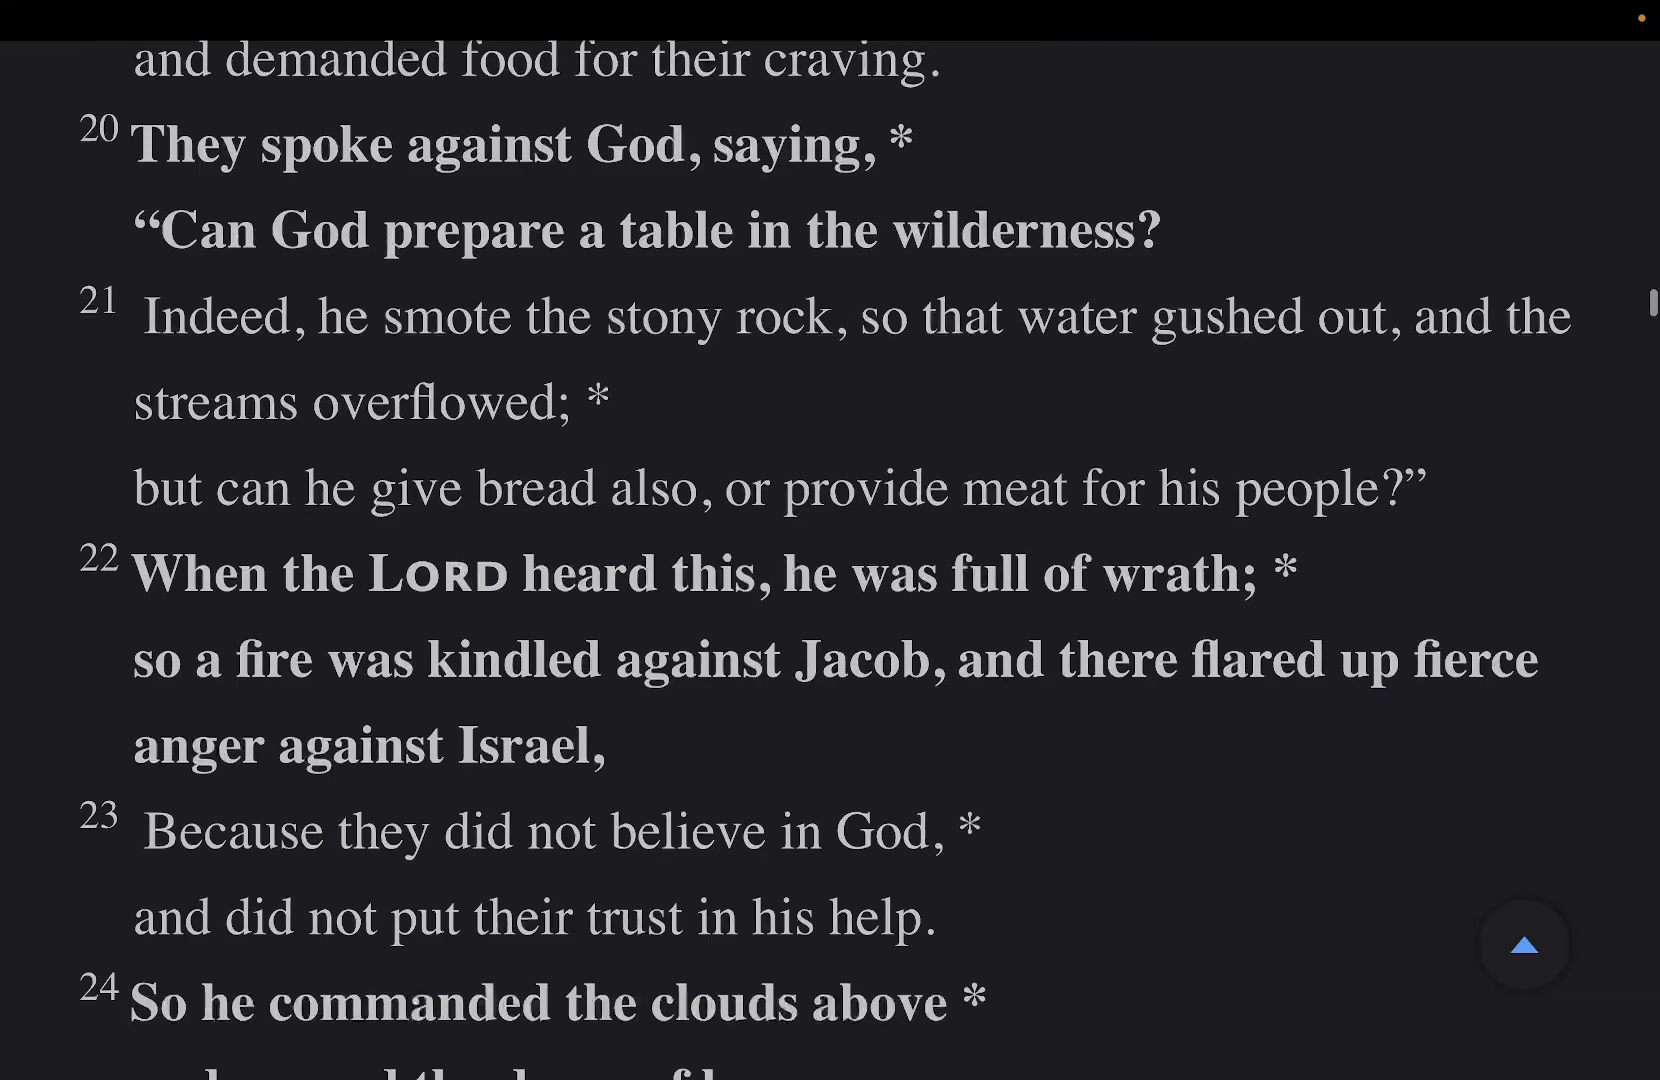 and demanded food for their craving.
20 They spoke against God, saying, *
“Can God prepare a table in the wilderness?
21 Indeed, he smote the stony rock, so that water gushed out, and the
streams overflowed; *
but can he give bread also, or provide meat for his people?”
22 When the LORD heard this, he was full of wrath; *
so a fire was kindled against Jacob, and there flared up fierce
anger against Israel,
23 Because they did not believe in God, *
and did not put their trust in his help.
24 So he commanded the clouds above *